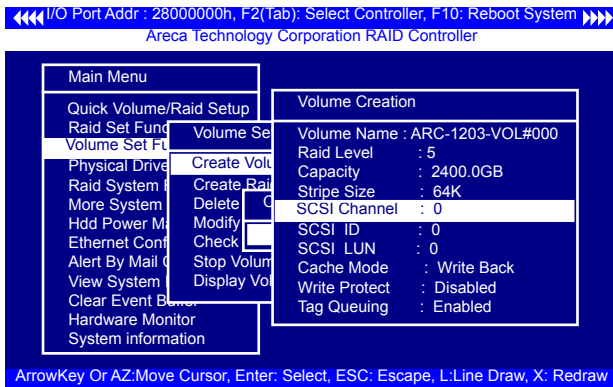 I/O Port Addr : 28000000h, F2(Tab): Select Controller, F10: Reboot System
Areca Technology Corporation RAID Controller
Main Menu
Quick Volume/Raid Setup
Raid Set Func
Volume Set Fu
Physical Drive
Raid System
More System
Hdd Power M
Ethernet Conf
Alert By Mail
View System
Clear Event B
Hardware Monitor
System information
Volume Se
Create Volu
Create Rai
Delete
Modify
Check
Stop Volum
Display Vol
C
Volume Creation
Volume Name : ARC-1203-VOL#000
Raid Level : 5
Capacity : 2400.0GB
Stripe Size : 64K
SCSI Channel : 0
SCSI ID : 0
SCSI LUN : 0
Cache Mode : Write Back
Write Protect : Disabled
Tag Queuing : Enabled
ArrowKey Or AZ:Move Cursor, Enter: Select, ESC: Escape, L:Line Draw, X: Redraw